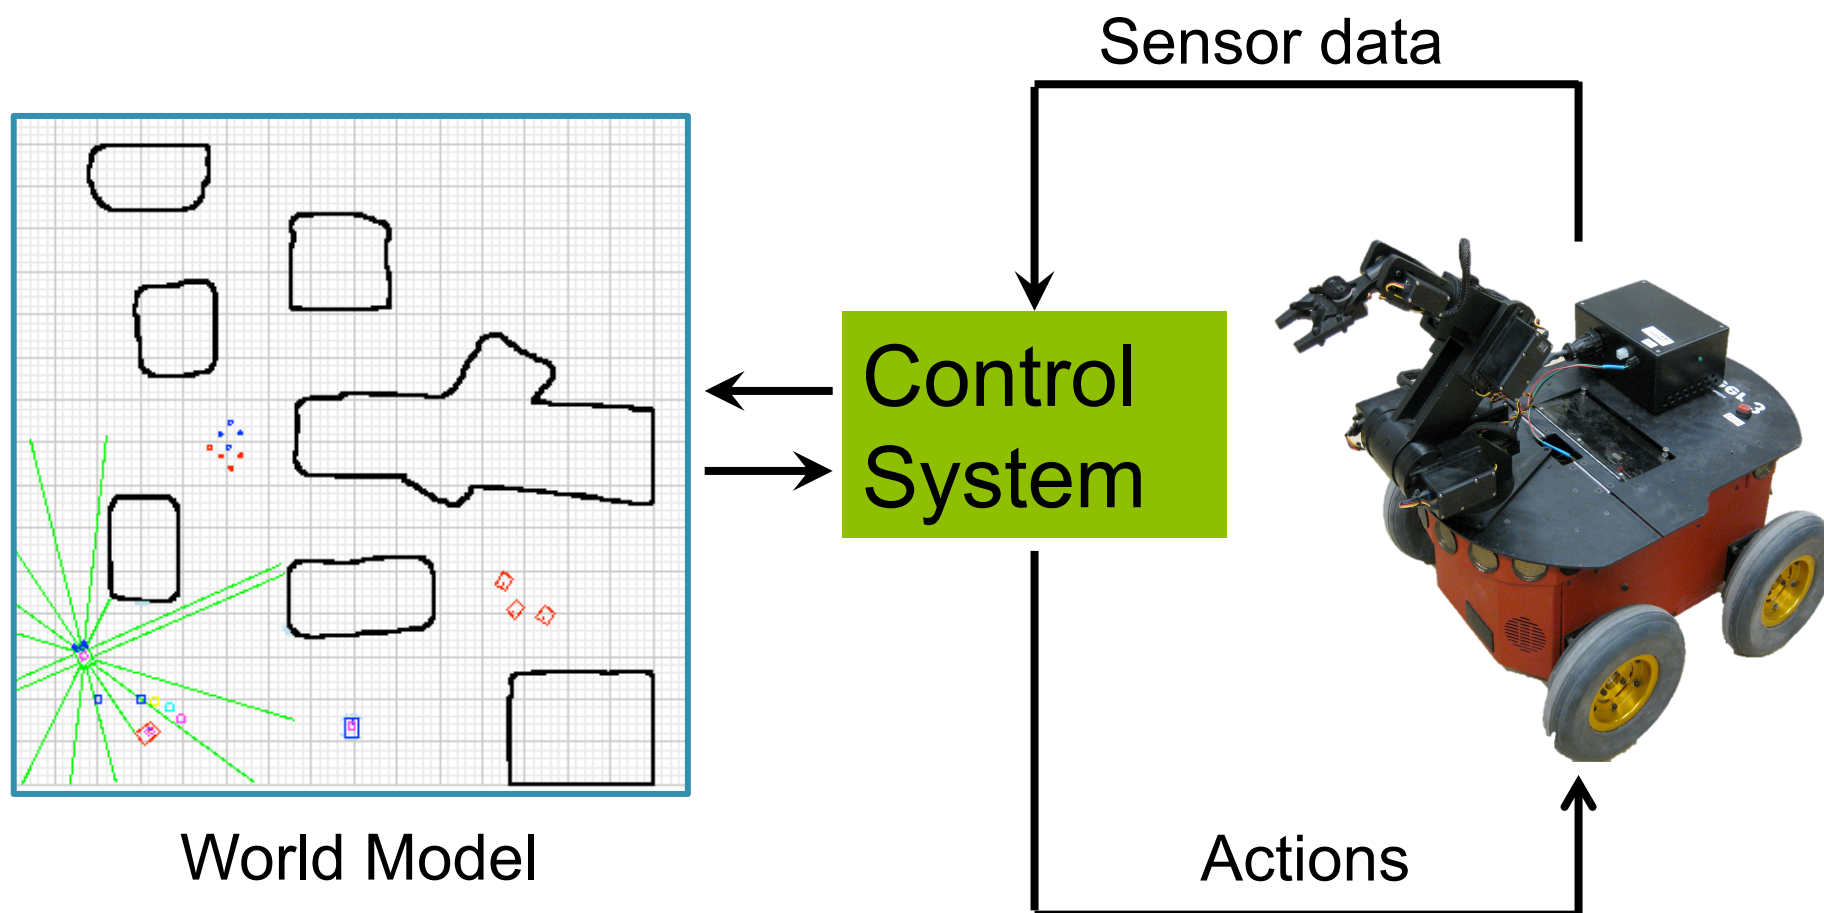 Sensor data
Control
System
World Model
Actions